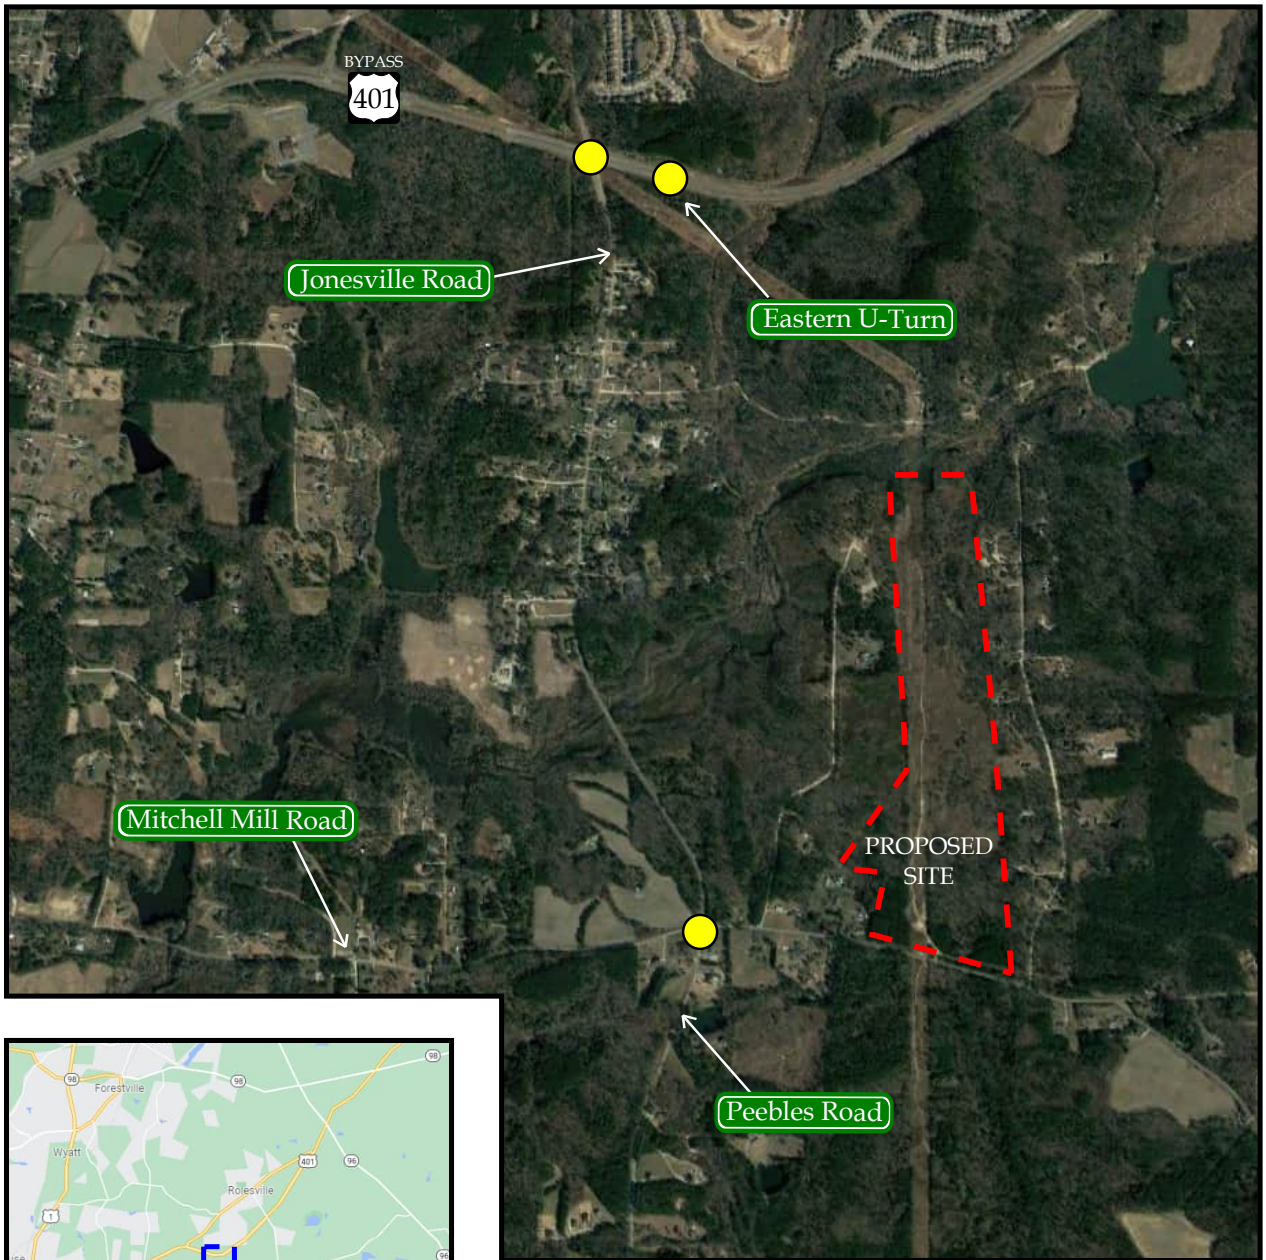 BYPASS
401
Jonesville Road
Eastern U-Turn
Mitchell Mill Road
PROPOSED
SITE
Peebles Road
98
98
98
Forestville
Wyatt
401
96
Rolesville
1
96